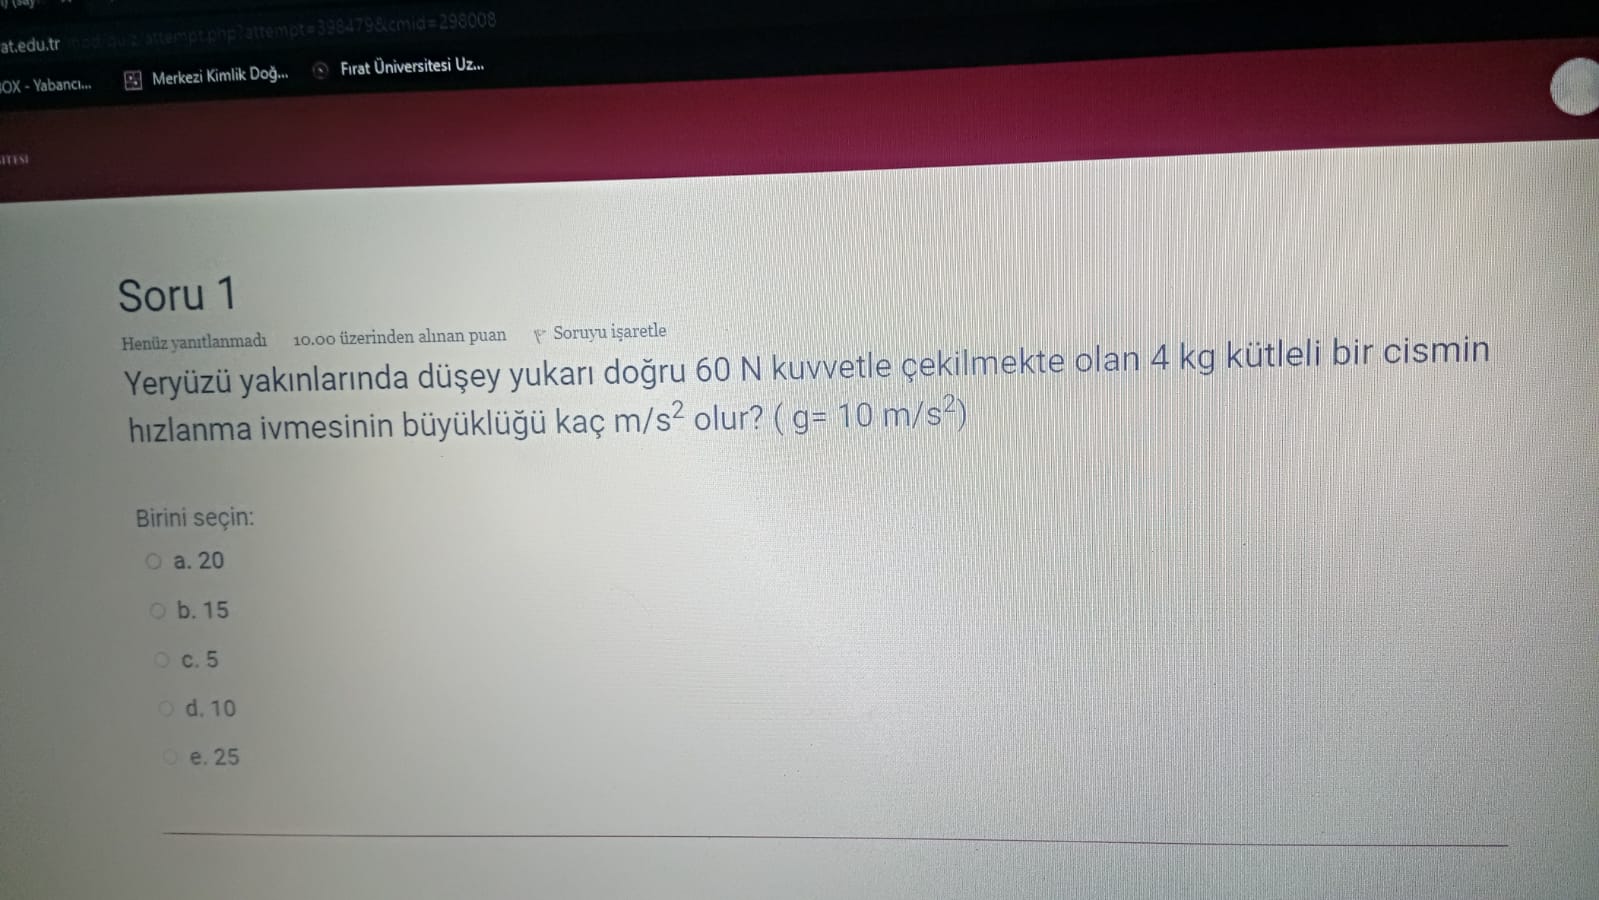 at.edu.tr/mod/quiz/attempt.php?attempt=398479&cmid=298008
OX - Yabancı... Merkezi Kimlik Doğ... Fırat Üniversitesi Uz...
Soru 1
Henüz yanıtlanmadı 10.00 üzerinden alınan puan Soruyu işaretle
Yeryüzü yakınlarında düşey yukarı doğru 60 N kuvvetle çekilmekte olan 4 kg kütleli bir cismin
hızlanma ivmesinin büyüklüğü kaç m/s² olur? ( g= 10 m/s²)
Birini seçin:
a. 20
b. 15
c. 5
d. 10
e. 25